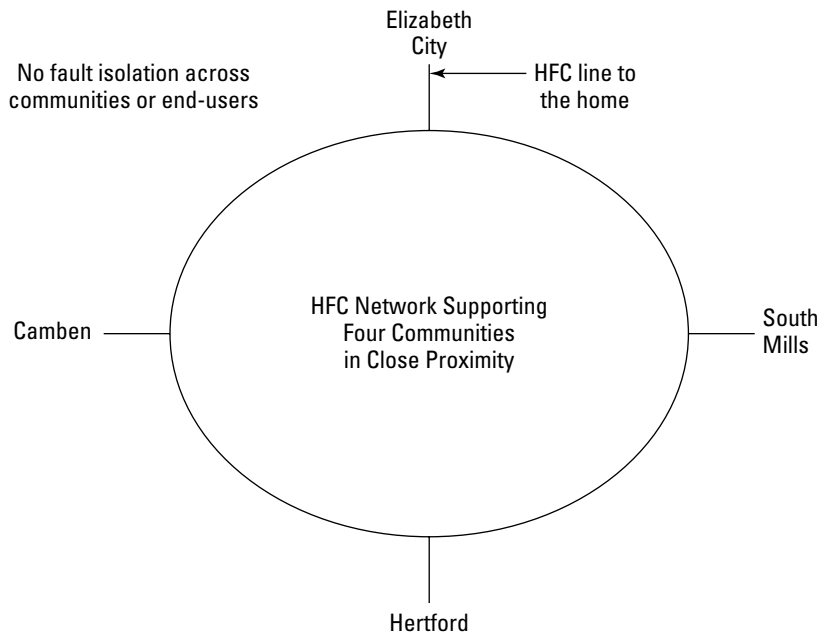 Elizabeth
City
No fault isolation across
communities or end-users
HFC line to
the home
HFC Network Supporting
Four Communities
in Close Proximity
Camben
South
Mills
Hertford